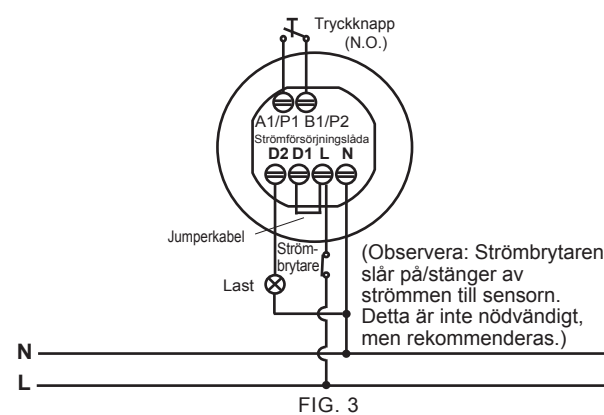 Tryckknapp
(N.O.)
A1/P1 B1/P2
Strömförsörjningslåda
D2 D1 L N
Jumperkabel
Ström-
brytare
Last
(Observera: Strömbrytaren
slår på/stänger av
strömmen till sensorn.
Detta är inte nödvändigt,
men rekommenderas.)
N
L
FIG. 3